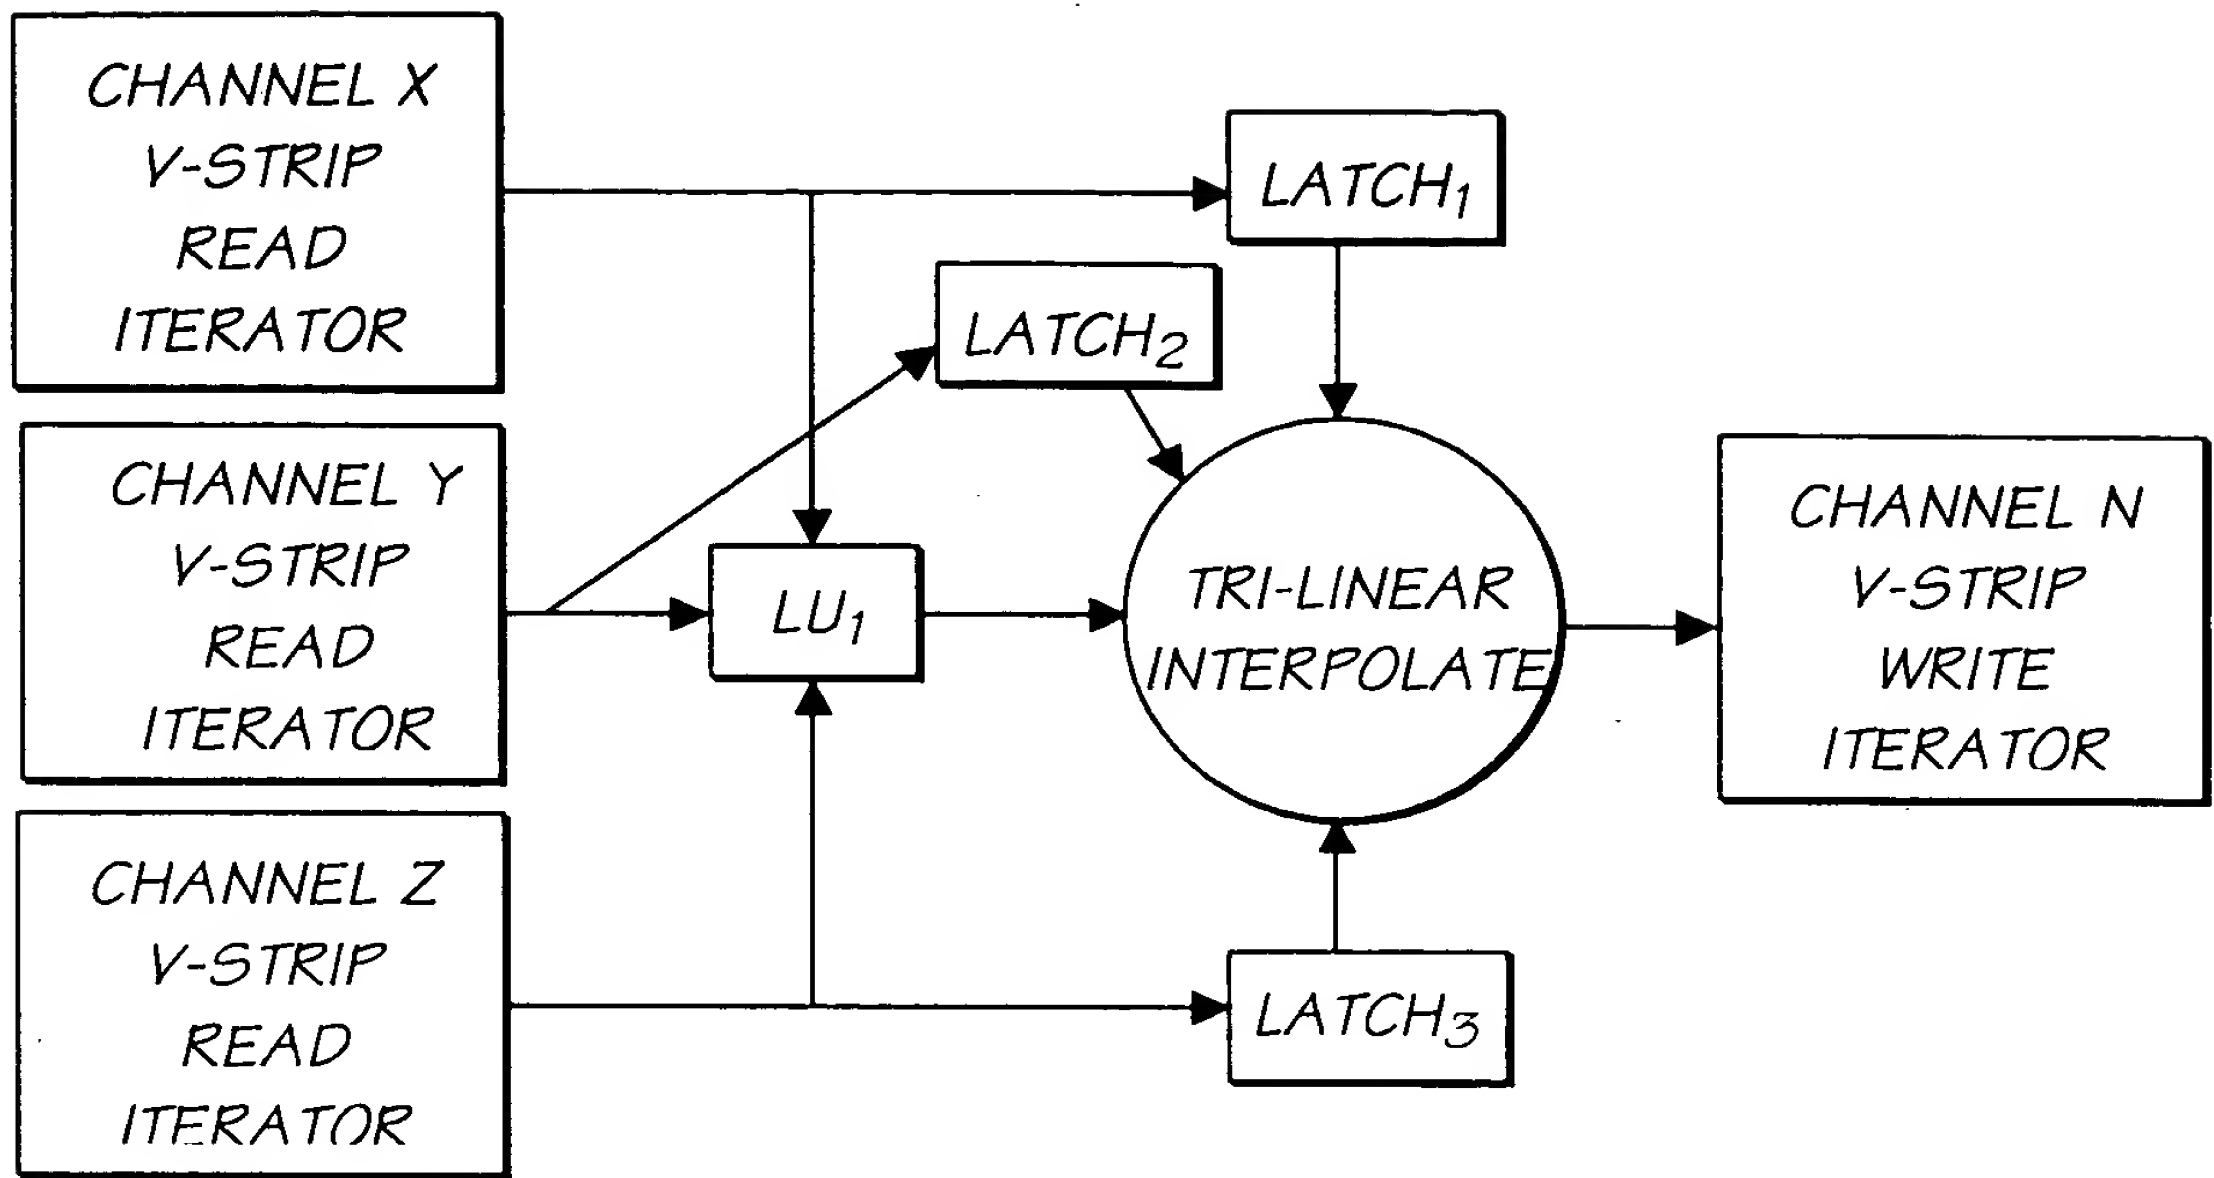 CHANNEL X
V-STRIP
READ
ITERATOR
LATCH1
LATCH2
CHANNEL Y
V-STRIP
READ
ITERATOR
LU1
TRI-LINEAR
INTERPOLATE
CHANNEL N
V-STRIP
WRITE
ITERATOR
CHANNEL Z
V-STRIP
READ
ITERATOR
LATCH3